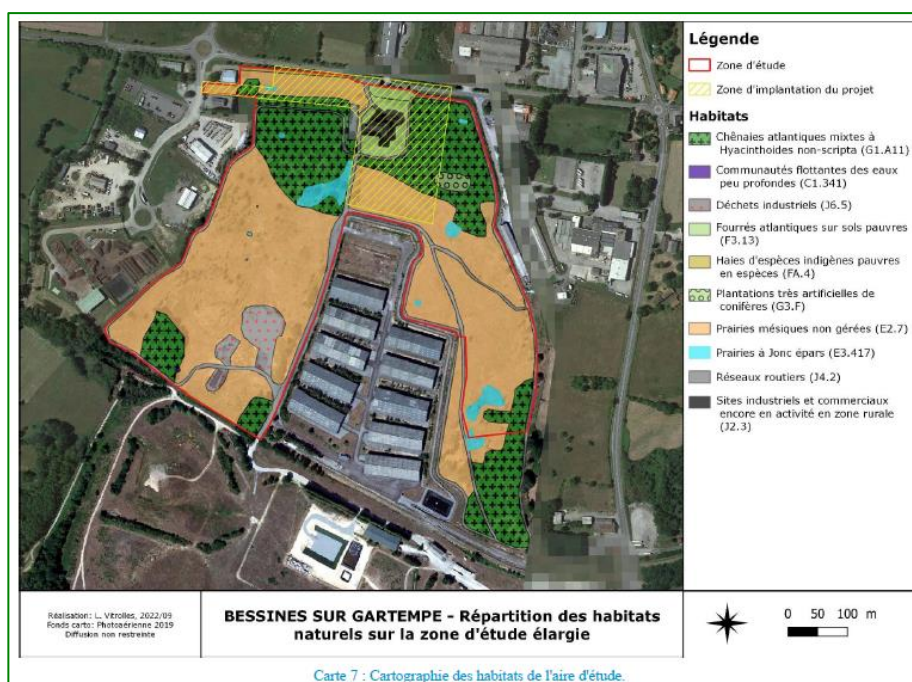 Légende
Zone d'étude
Zone d'implantation du projet
Habitats
Chênaies atlantiques mixtes à
Hyacinthoides non-scripta (G1.A11)
Communautés flottantes des eaux
peu profondes (C1.341)
Déchets industriels (J6.5)
Fourrés atlantiques sur sols pauvres
(F3.13)
Haies d'espèces indigènes pauvres
en espèces (FA.4)
Plantations très artificielles de
conifères (G3.F)
Prairies mésiques non gérées (E2.7)
Prairies à Jonc épars (E3.417)
Réseaux routiers (J4.2)
Sites industriels et commerciaux
encore en activité en zone rurale
(J2.3)
Réalisation: L. Vitrolles, 2022/09
Fonds carto: Photoaérienne 2019
Diffusion non restreinte
BESSINES SUR GARTEMPE - Répartition des habitats
naturels sur la zone d'étude élargie
0 50 100 m
Carte 7 : Cartographie des habitats de l'aire d'étude.